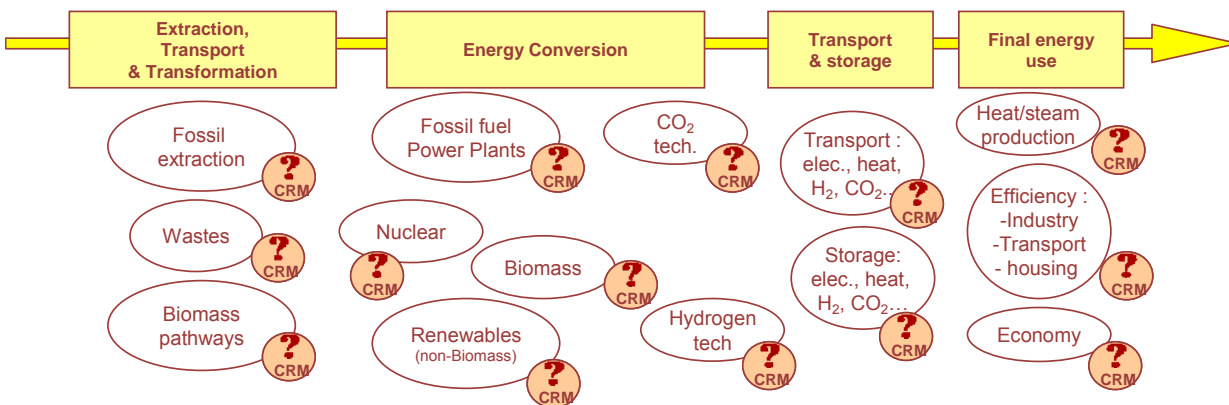 Extraction,
Transport
& Transformation
Energy Conversion
Transport
& storage
Final energy
use
Fossil
extraction
?
CRM
Wastes
?
CRM
Biomass
pathways
?
CRM
Fossil fuel
Power Plants
?
CRM
CO₂
tech.
?
CRM
Nuclear
?
CRM
Biomass
?
CRM
Renewables
(non-Biomass)
?
CRM
Hydrogen
tech
?
CRM
Transport :
elec., heat,
H₂, CO₂...
?
CRM
Storage:
elec., heat,
H₂, CO₂...
?
CRM
Heat/steam
production
?
CRM
Efficiency :
-Industry
-Transport
- housing
?
CRM
Economy
?
CRM